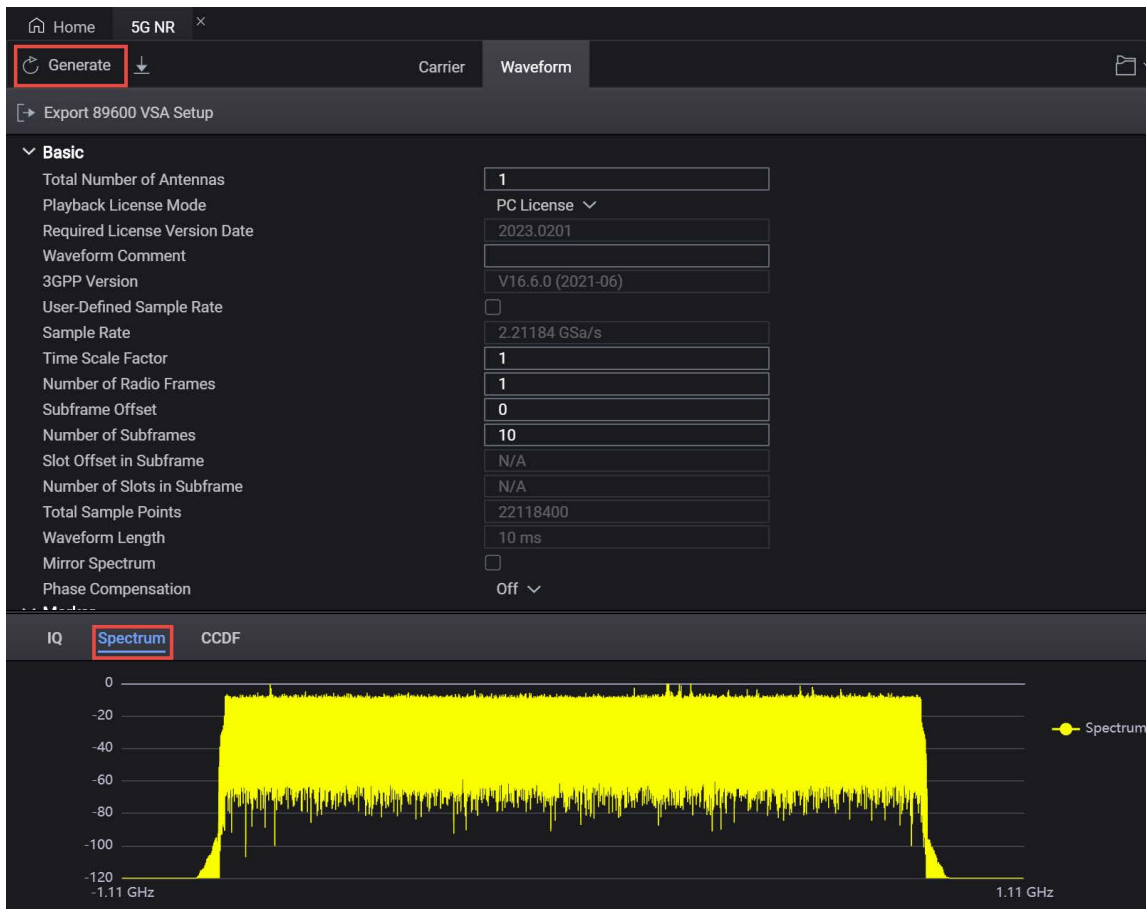 Home 5G NR ×
Generate Carrier Waveform
Export 89600 VSA Setup
Basic
Total Number of Antennas 1
Playback License Mode PC License
Required License Version Date 2023.0201
Waveform Comment
3GPP Version V16.6.0 (2021-06)
User-Defined Sample Rate
Sample Rate 2.21184 GSa/s
Time Scale Factor 1
Number of Radio Frames 1
Subframe Offset 0
Number of Subframes 10
Slot Offset in Subframe N/A
Number of Slots in Subframe N/A
Total Sample Points 22118400
Waveform Length 10 ms
Mirror Spectrum
Phase Compensation Off
IQ Spectrum CCDF
0
-20
Spectrum
-40
-60
-80
-100
-120
-1.11 GHz 1.11 GHz